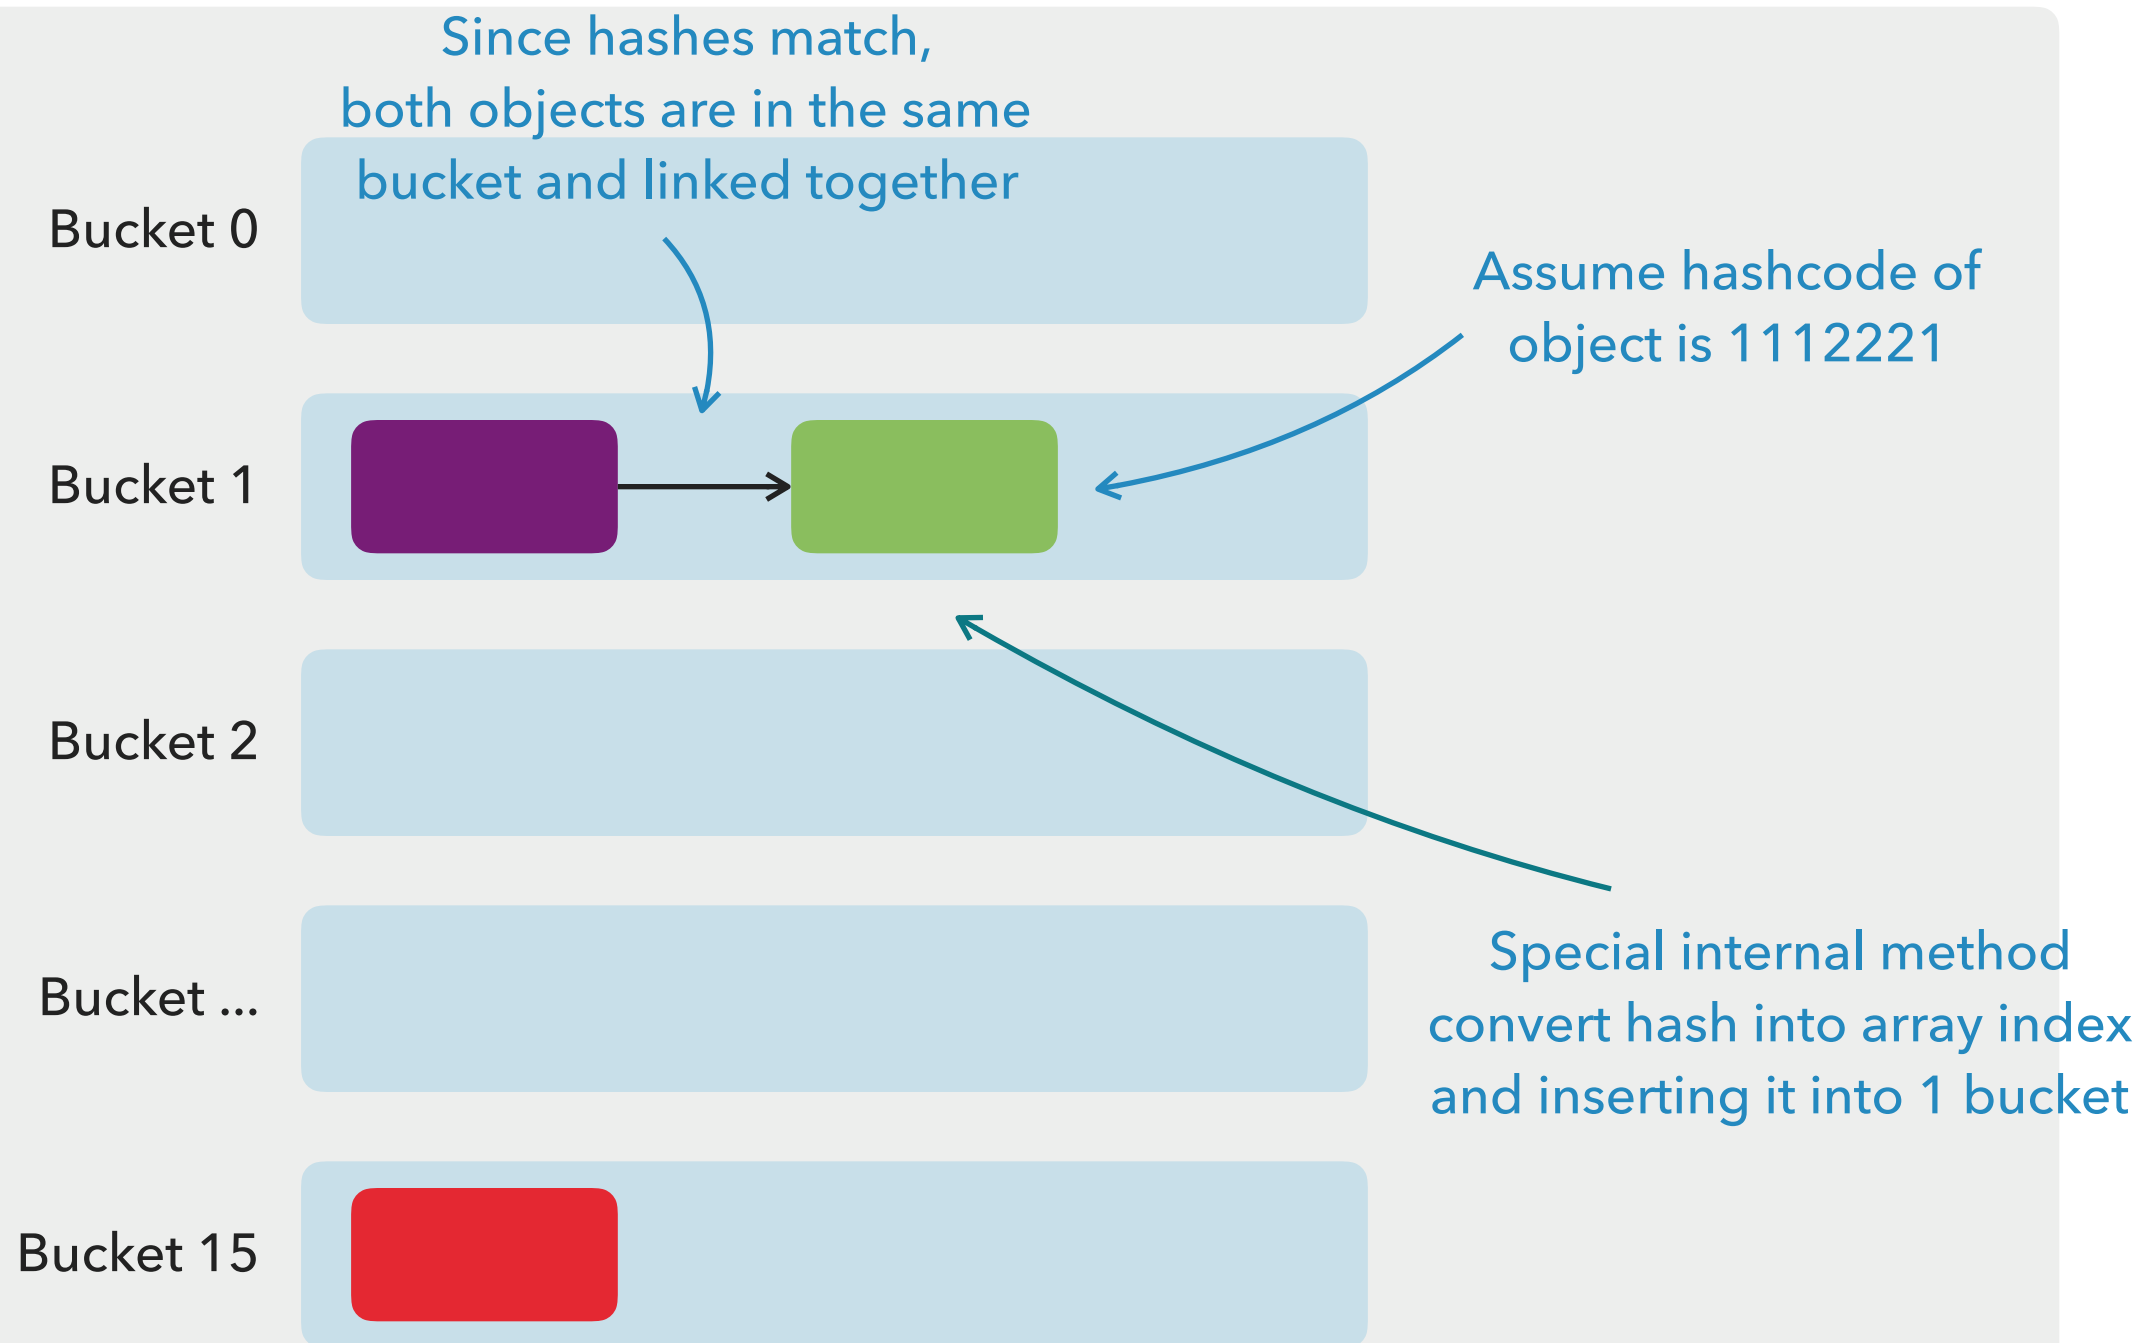 Since hashes match,
both objects are in the same
bucket and linked together
Bucket 0
Assume hashcode of
object is 1112221
Bucket 1
Bucket 2
Bucket ...
Special internal method
convert hash into array index
and inserting it into 1 bucket
Bucket 15